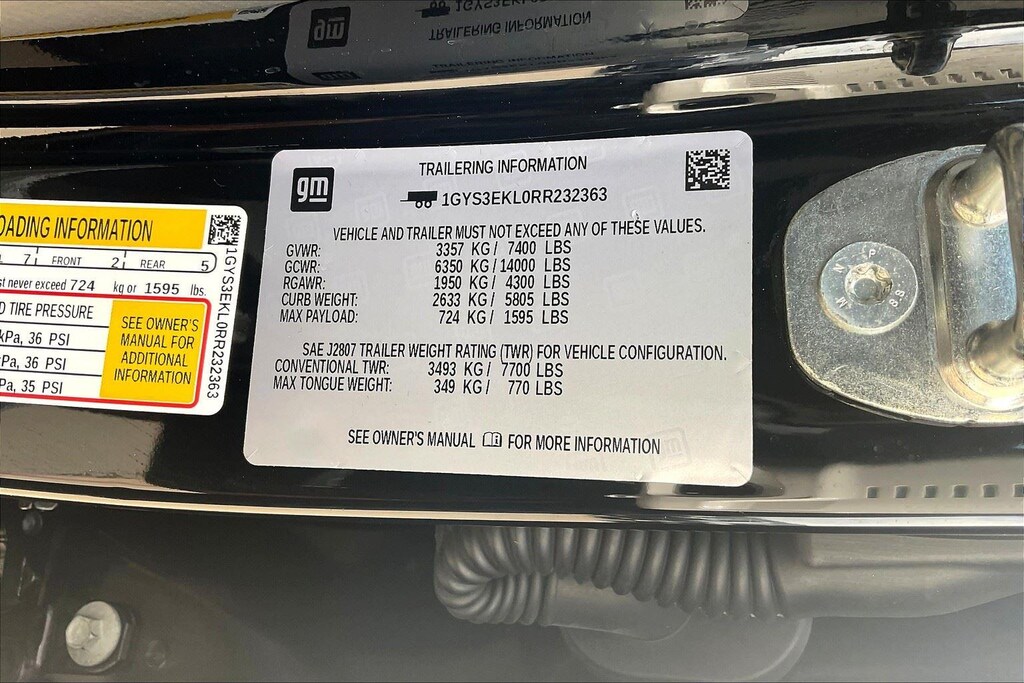 TRAILERING INFORMATION
gm
1GYS3EKL0RR232363
VEHICLE AND TRAILER MUST NOT EXCEED ANY OF THESE VALUES.
GVWR: 3357 KG / 7400 LBS
GCWR: 6350 KG / 14000 LBS
RGAWR: 1950 KG / 4300 LBS
CURB WEIGHT: 2633 KG / 5805 LBS
MAX PAYLOAD: 724 KG / 1595 LBS
SAE J2807 TRAILER WEIGHT RATING (TWR) FOR VEHICLE CONFIGURATION.
CONVENTIONAL TWR: 3493 KG / 7700 LBS
MAX TONGUE WEIGHT: 349 KG / 770 LBS
SEE OWNER'S MANUAL FOR MORE INFORMATION
OADING INFORMATION
7 FRONT 2 REAR 5
st never exceed 724 kg or 1595 lbs.
D TIRE PRESSURE
kPa, 36 PSI
Pa, 36 PSI
Pa, 35 PSI
SEE OWNER'S
MANUAL FOR
ADDITIONAL
INFORMATION
1GYS3EKL0RR232363
gm
TRAILERING INFORMATION